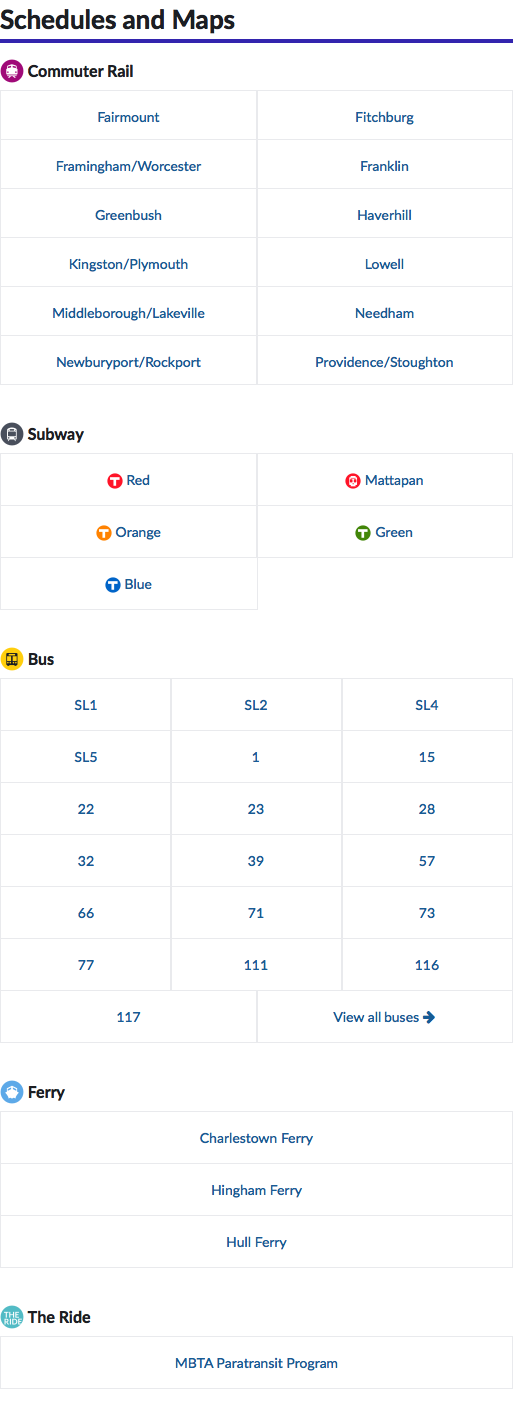 Schedules and Maps
Commuter Rail
Fairmount Fitchburg
Framingham/Worcester Franklin
Greenbush Haverhill
Kingston/Plymouth Lowell
Middleborough/Lakeville Needham
Newburyport/Rockport Providence/Stoughton
Subway
T Red Mattapan
T Orange T Green
T Blue
Bus
SL1 SL2 SL4
SL5 1 15
22 23 28
32 39 57
66 71 73
77 111 116
117 View all buses
Ferry
Charlestown Ferry
Hingham Ferry
Hull Ferry
THE RIDE The Ride
MBTA Paratransit Program